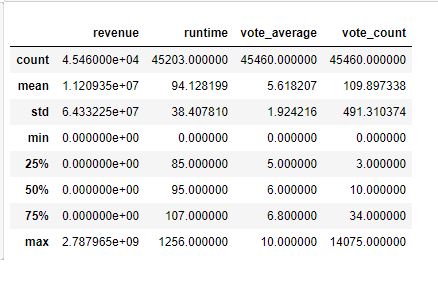 revenue runtime vote_average vote_count
count 4.546000e+04 45203.000000 45460.000000 45460.000000
mean 1.120935e+07 94.128199 5.618207 109.897338
std 6.433225e+07 38.407810 1.924216 491.310374
min 0.000000e+00 0.000000 0.000000 0.000000
25% 0.000000e+00 85.000000 5.000000 3.000000
50% 0.000000e+00 95.000000 6.000000 10.000000
75% 0.000000e+00 107.000000 6.800000 34.000000
max 2.787965e+09 1256.000000 10.000000 14075.000000